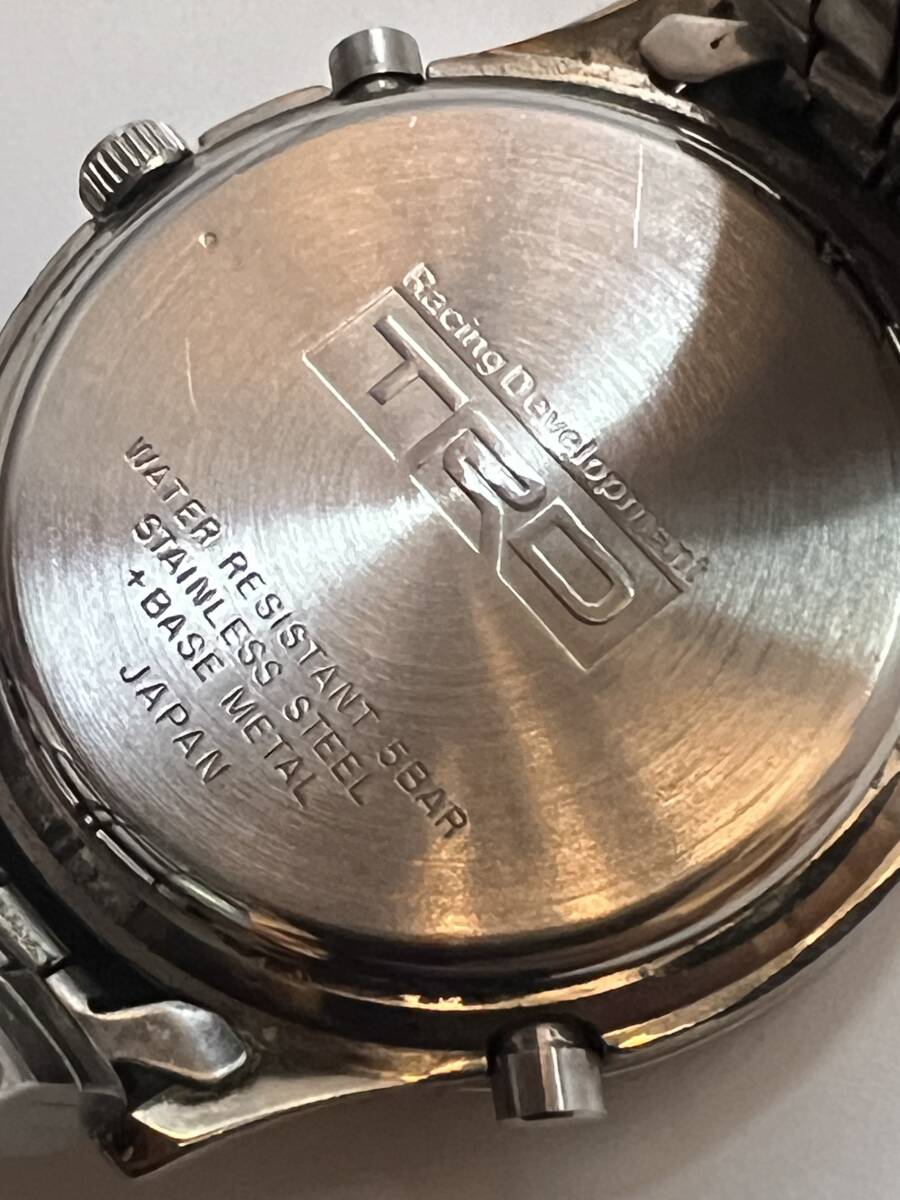 Racing Development
TRD
WATER RESISTANT 5BAR
STAINLESS STEEL
+BASE METAL
JAPAN